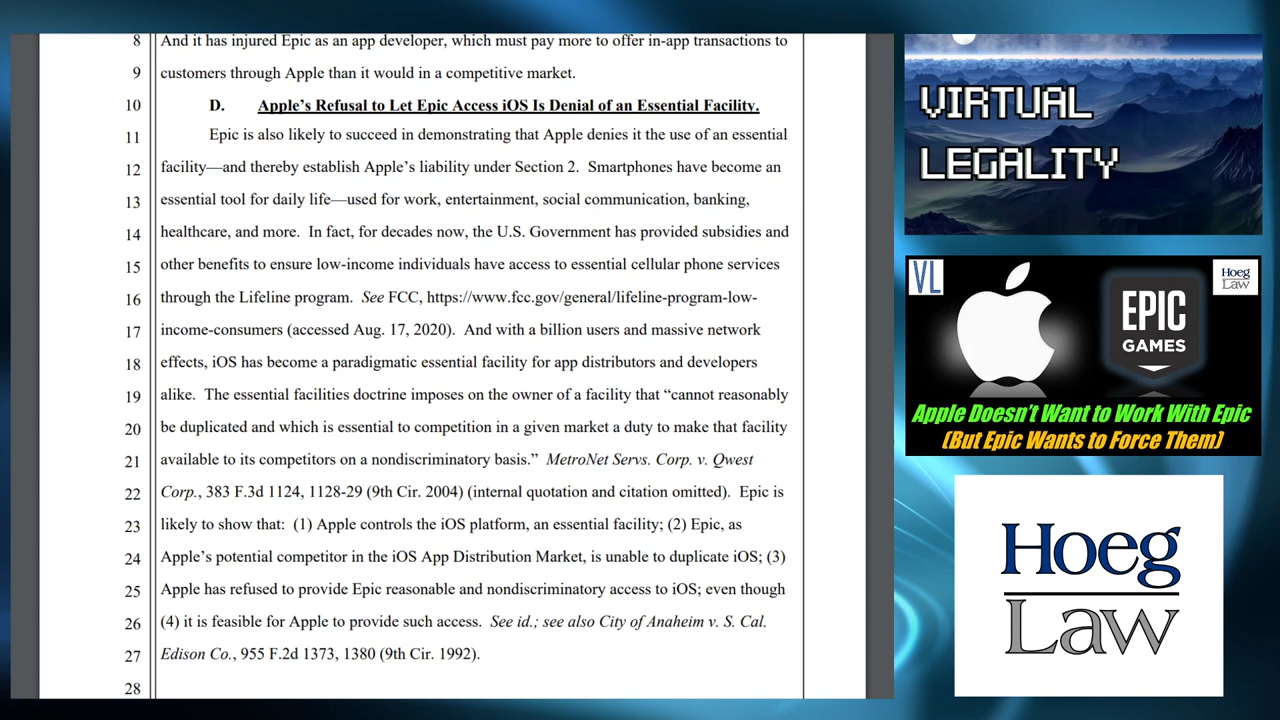 8 And it has injured Epic as an app developer, which must pay more to offer in-app transactions to
9 customers through Apple than it would in a competitive market.
10 D. Apple's Refusal to Let Epic Access iOS Is Denial of an Essential Facility.
11 Epic is also likely to succeed in demonstrating that Apple denies it the use of an essential
12 facility—and thereby establish Apple's liability under Section 2. Smartphones have become an
13 essential tool for daily life—used for work, entertainment, social communication, banking,
14 healthcare, and more. In fact, for decades now, the U.S. Government has provided subsidies and
15 other benefits to ensure low-income individuals have access to essential cellular phone services
16 through the Lifeline program. See FCC, https://www.fcc.gov/general/lifeline-program-low-
17 income-consumers (accessed Aug. 17, 2020). And with a billion users and massive network
18 effects, iOS has become a paradigmatic essential facility for app distributors and developers
19 alike. The essential facilities doctrine imposes on the owner of a facility that “cannot reasonably
20 be duplicated and which is essential to competition in a given market a duty to make that facility
21 available to its competitors on a nondiscriminatory basis.” MetroNet Servs. Corp. v. Qwest
22 Corp., 383 F.3d 1124, 1128-29 (9th Cir. 2004) (internal quotation and citation omitted). Epic is
23 likely to show that: (1) Apple controls the iOS platform, an essential facility; (2) Epic, as
24 Apple's potential competitor in the iOS App Distribution Market, is unable to duplicate iOS; (3)
25 Apple has refused to provide Epic reasonable and nondiscriminatory access to iOS; even though
26 (4) it is feasible for Apple to provide such access. See id.; see also City of Anaheim v. S. Cal.
27 Edison Co., 955 F.2d 1373, 1380 (9th Cir. 1992).
28
VIRTUAL
LEGALITY
VL
Hoeg
Law
EPIC
GAMES
Apple Doesn't Want to Work With Epic
(But Epic Wants to Force Them)
Hoeg
Law